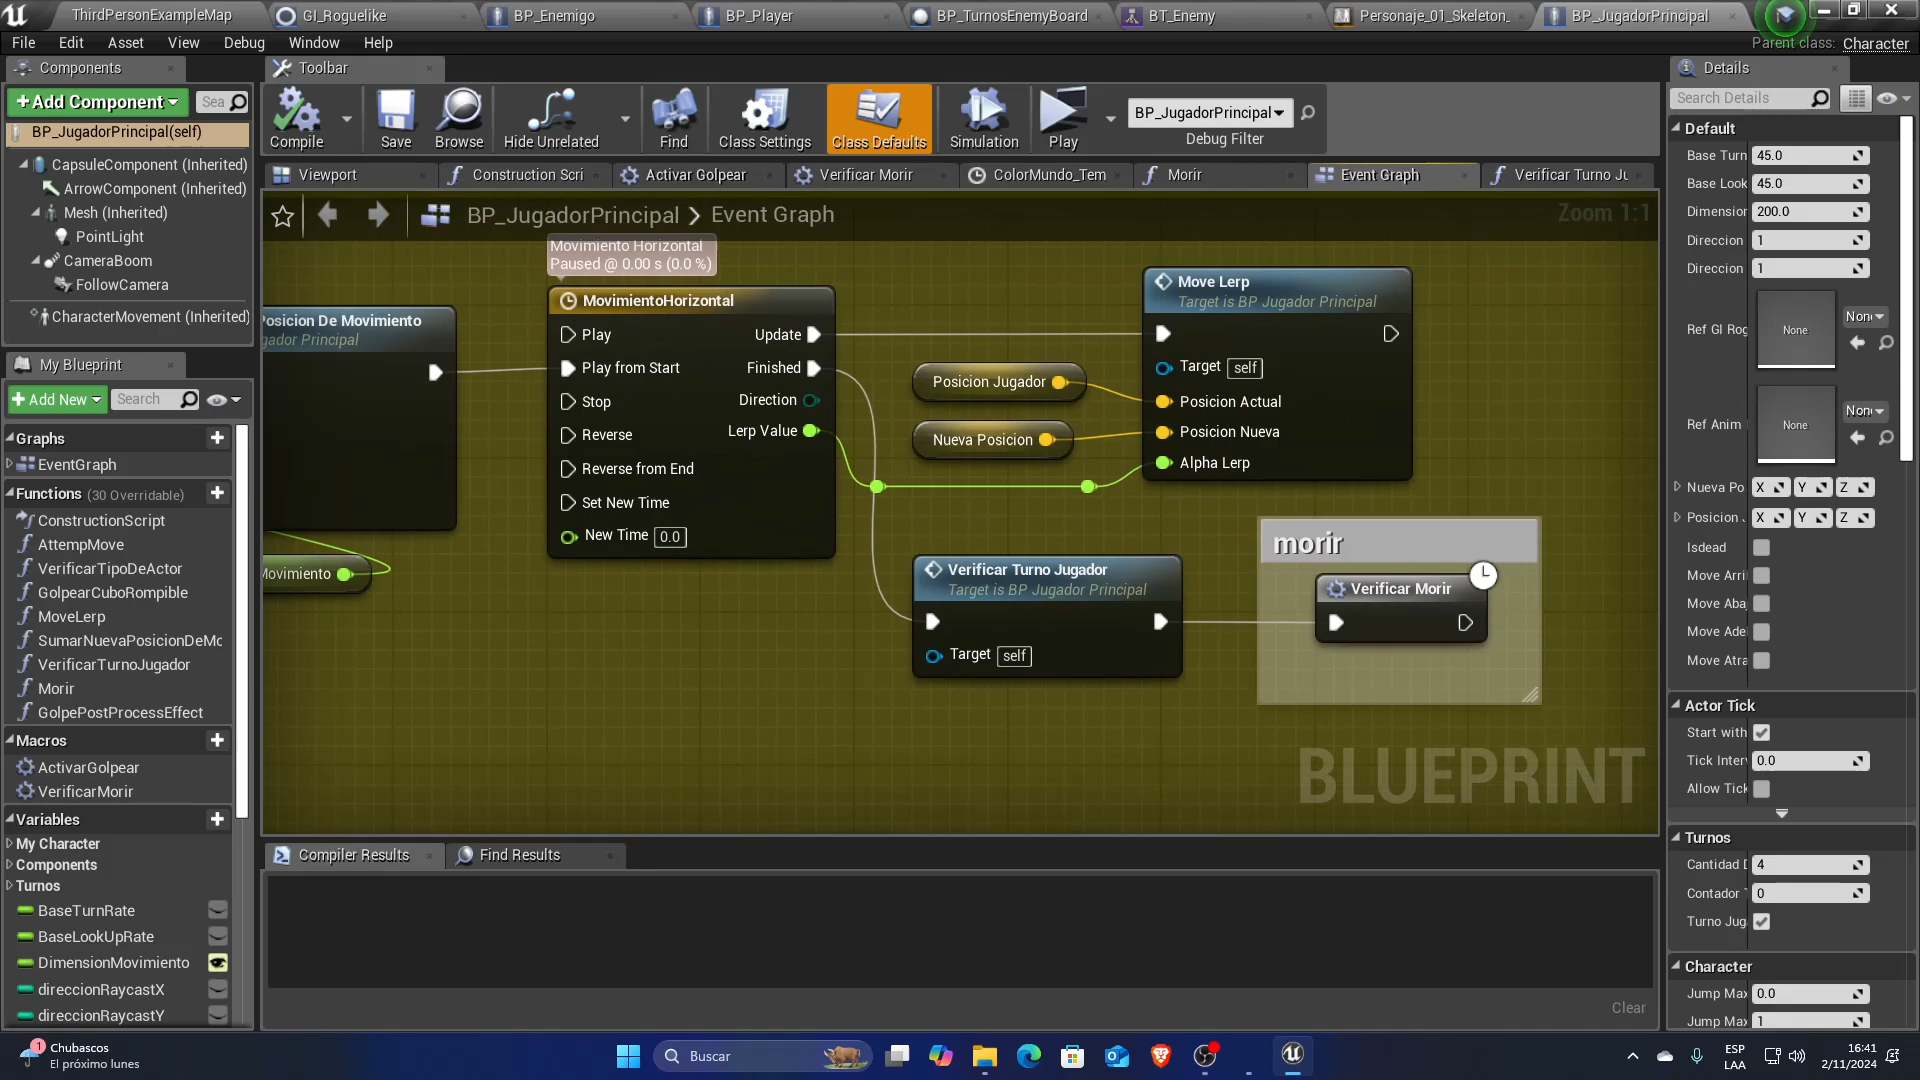 ThirdPersonExampleMap
GI_Roguelike
BP_Enemigo
BP_Player
BP_TurnosEnemyBoard
BT_Enemy
Personaje_01_Skeleton_
BP_JugadorPrincipal
File Edit Asset View Debug Window Help
Parent class: Character
Components
Toolbar
Details
+Add Component
Sea
Search Details
BP_JugadorPrincipal(self)
CapsuleComponent (Inherited)
ArrowComponent (Inherited)
Mesh (Inherited)
PointLight
CameraBoom
FollowCamera
CharacterMovement (Inherited)
Compile
Save
Browse
Hide Unrelated
Find
Class Settings
Class Defaults
Simulation
Play
BP_JugadorPrincipal
Debug Filter
Viewport
Construction Scri
Activar Golpear
Verificar Morir
ColorMundo_Tem
Morir
Event Graph
Verificar Turno Ju
BP_JugadorPrincipal > Event Graph
Zoom 1:1
Movimiento Horizontal
Paused @ 0.00 s (0.0 %)
Posicion De Movimiento
gador Principal
Movimiento
MovimientoHorizontal
Play
Update
Play from Start
Finished
Stop
Direction
Reverse
Lerp Value
Reverse from End
Set New Time
New Time 0.0
Posicion Jugador
Nueva Posicion
Move Lerp
Target is BP Jugador Principal
Target self
Posicion Actual
Posicion Nueva
Alpha Lerp
Verificar Turno Jugador
Target is BP Jugador Principal
Target self
morir
Verificar Morir
BLUEPRINT
My Blueprint
+Add New
Search
Graphs
EventGraph
Functions (30 Overridable)
ConstructionScript
AttempMove
VerificarTipoDeActor
GolpearCuboRompible
MoveLerp
SumarNuevaPosicionDeMo
VerificarTurnoJugador
Morir
GolpePostProcessEffect
Macros
ActivarGolpear
VerificarMorir
Variables
My Character
Components
Turnos
BaseTurnRate
BaseLookUpRate
DimensionMovimiento
direccionRaycastX
direccionRaycastY
Compiler Results
Find Results
Clear
Default
Base Turn 45.0
Base Look 45.0
Dimension 200.0
Direccion 1
Direccion 1
Ref GI Rog
None
Ref Anim
None
Nueva Po X Y Z
Posicion X Y Z
Isdead
Move Arri
Move Aba
Move Ade
Move Atra
Actor Tick
Start with
Tick Inter 0.0
Allow Tick
Turnos
Cantidad 4
Contador 0
Turno Jug
Character
Jump Max 0.0
Jump Max 1
1
Chubascos
El próximo lunes
Buscar
ESP
LAA
16:41
2/11/2024